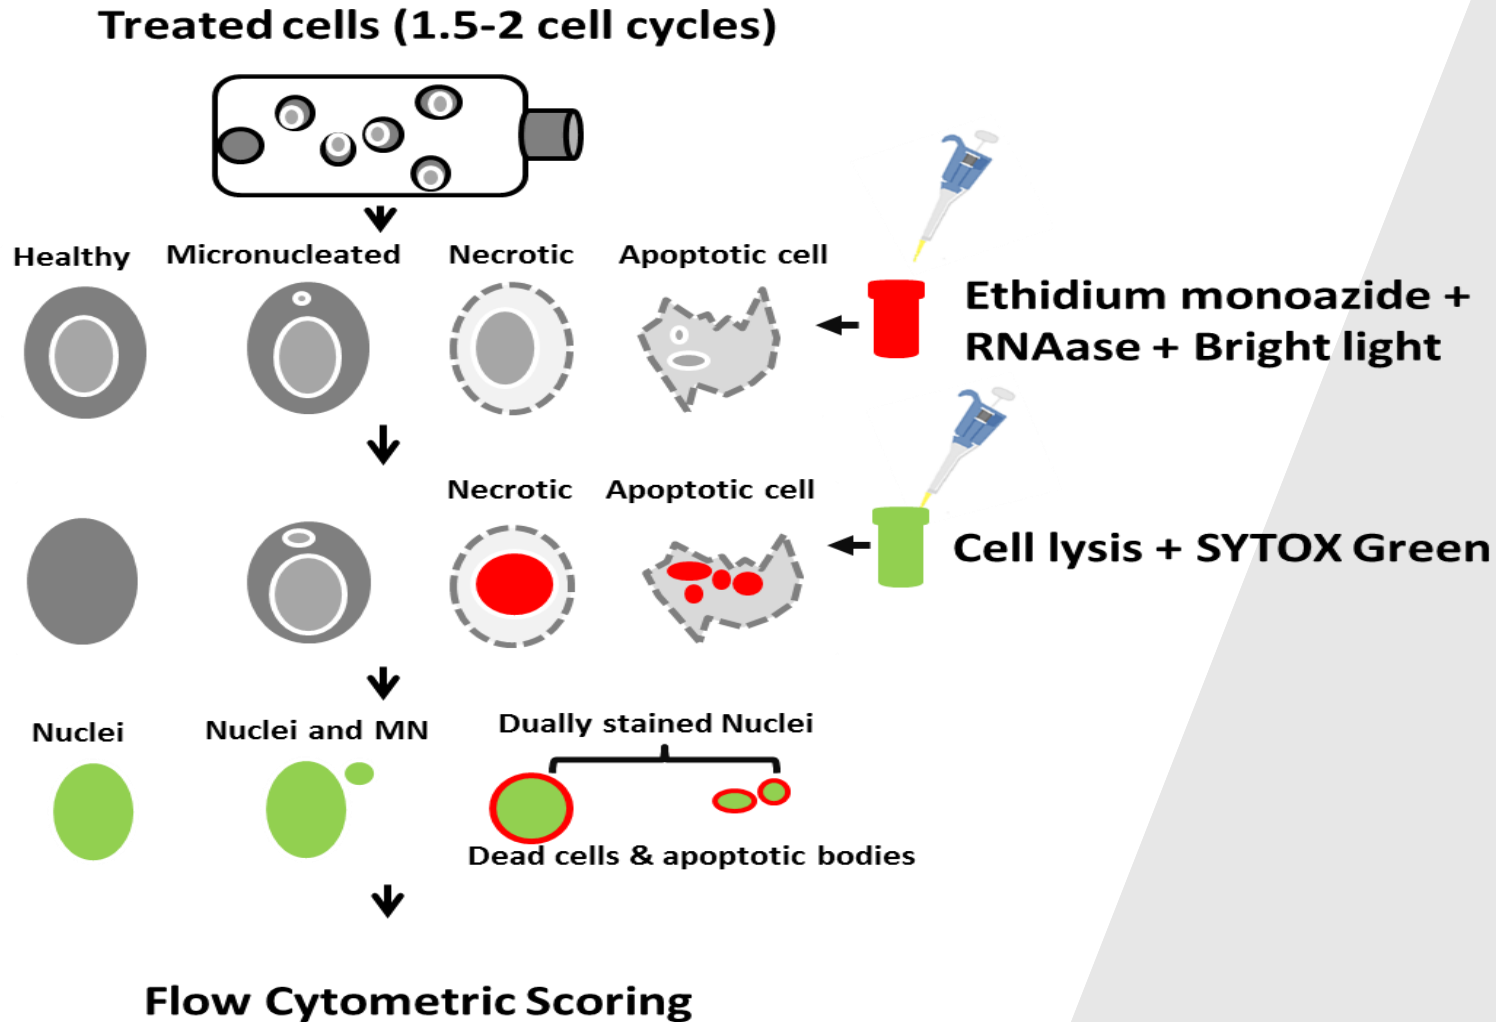 Treated cells (1.5-2 cell cycles)
Healthy
Micronucleated
Necrotic
Apoptotic cell
Ethidium monoazide +
RNAase + Bright light
Necrotic
Apoptotic cell
Cell lysis + SYTOX Green
Nuclei
Nuclei and MN
Dually stained Nuclei
Dead cells & apoptotic bodies
Flow Cytometric Scoring